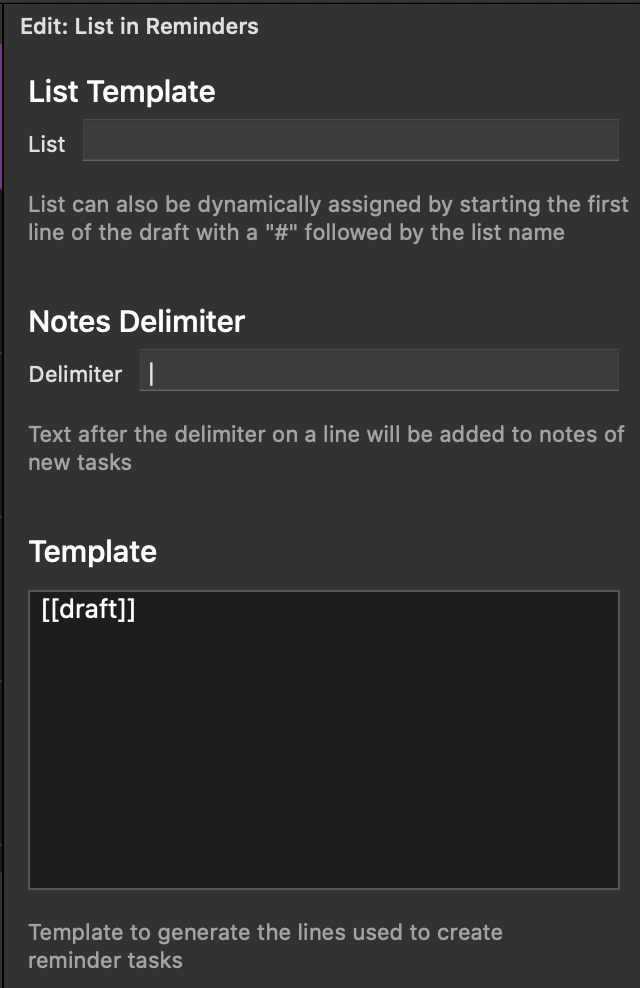 Edit: List in Reminders
List Template
List
List can also be dynamically assigned by starting the first
line of the draft with a "#" followed by the list name
Notes Delimiter
Delimiter |
Text after the delimiter on a line will be added to notes of
new tasks
Template
[[draft]]
Template to generate the lines used to create
reminder tasks